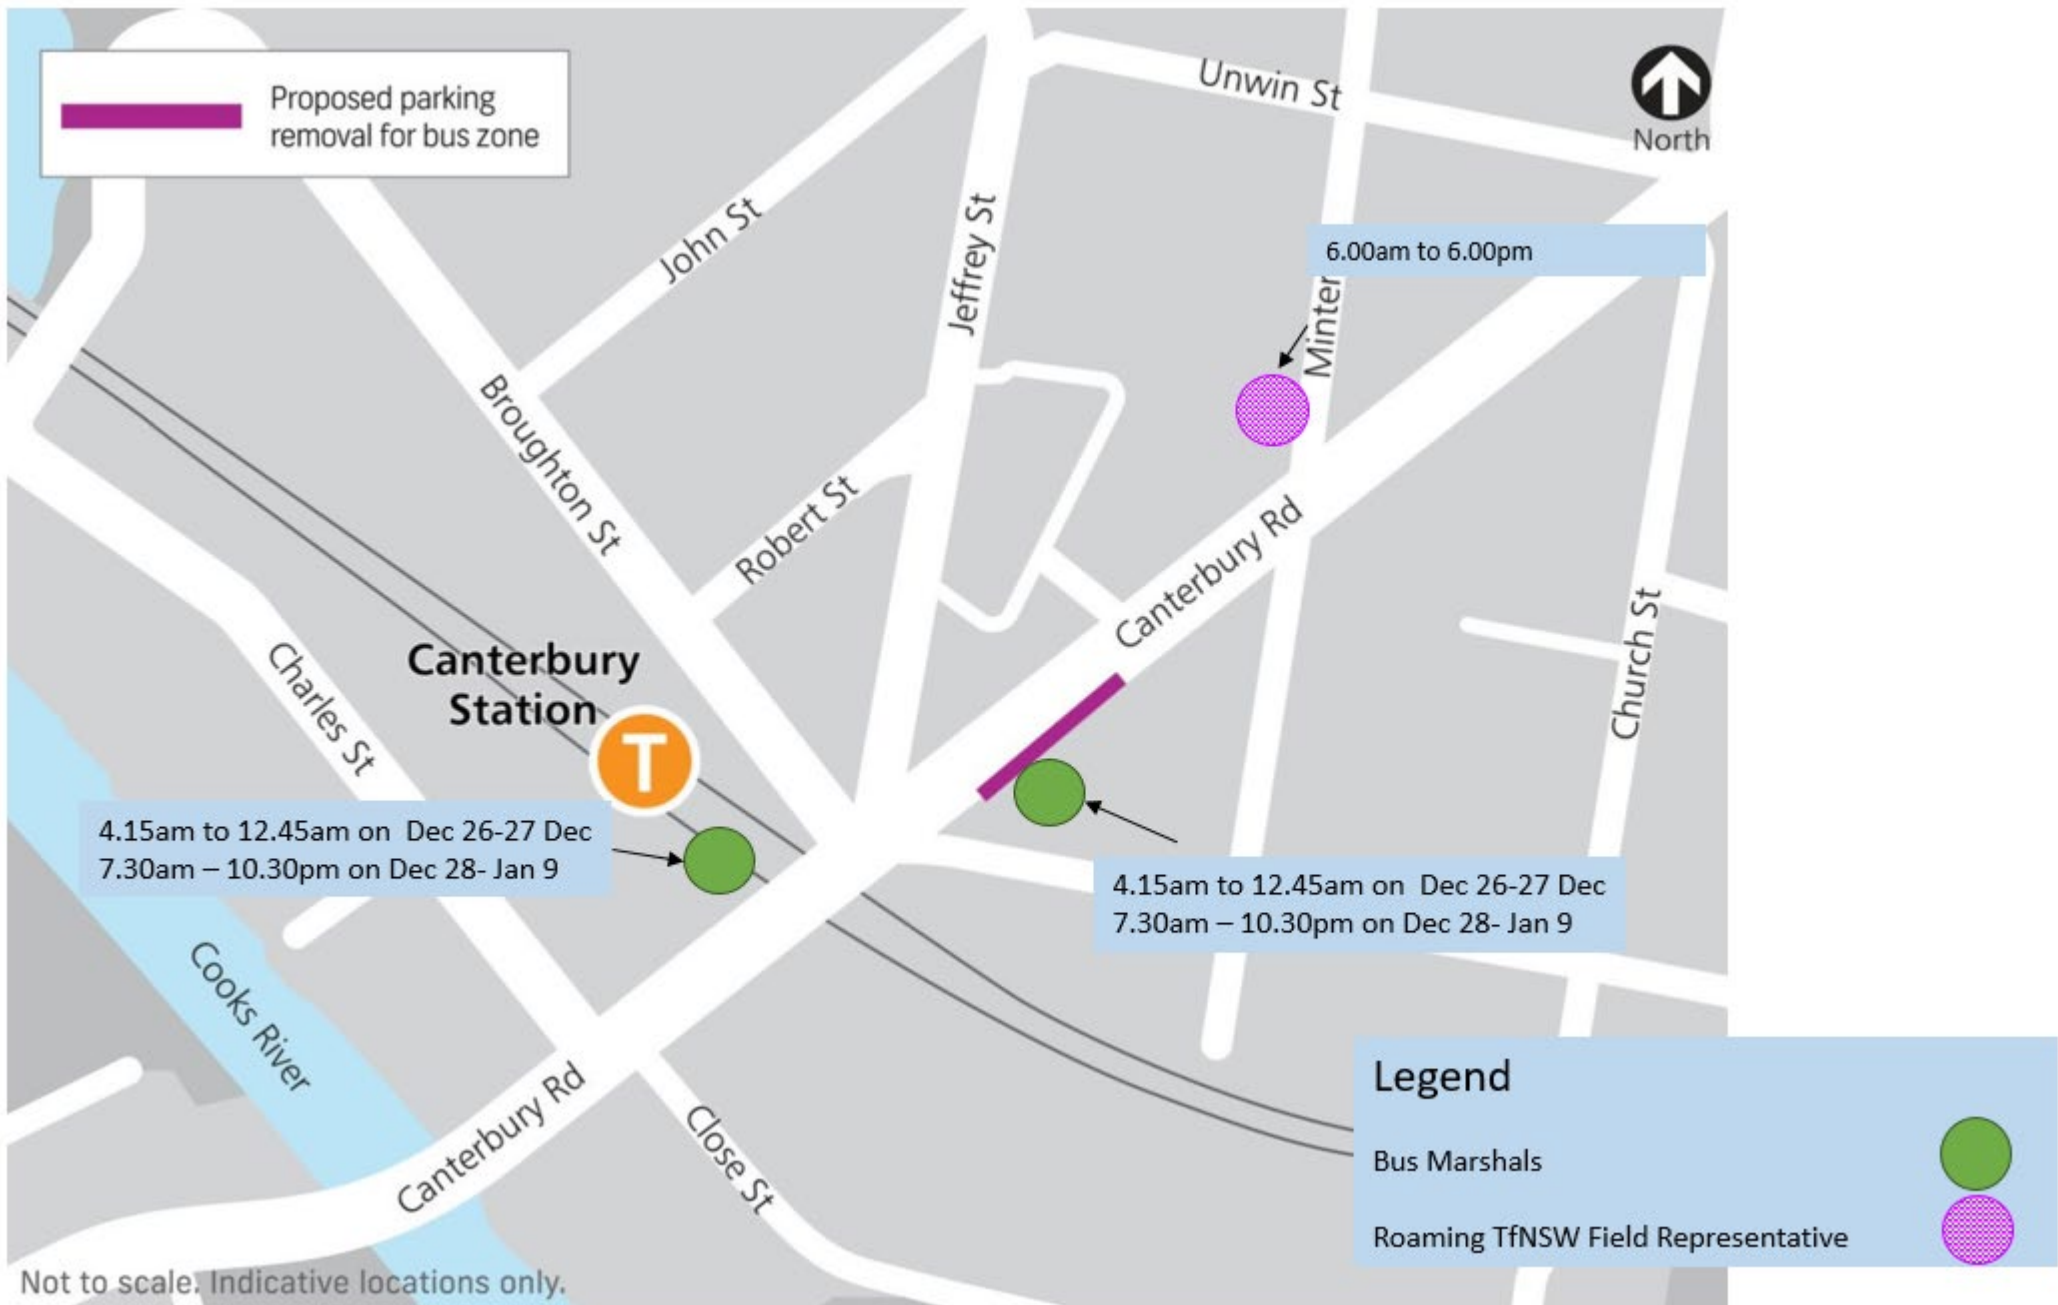 Proposed parking
removal for bus zone
Unwin St
North
John St
Jeffrey St
6.00am to 6.00pm
Minter
Broughton St
Robert St
Canterbury Rd
Church St
Canterbury
Station
T
Charles St
4.15am to 12.45am on  Dec 26-27 Dec
7.30am – 10.30pm on Dec 28- Jan 9
4.15am to 12.45am on  Dec 26-27 Dec
7.30am – 10.30pm on Dec 28- Jan 9
Cooks River
Canterbury Rd
Close St
Legend
Bus Marshals
Roaming TfNSW Field Representative
Not to scale. Indicative locations only.